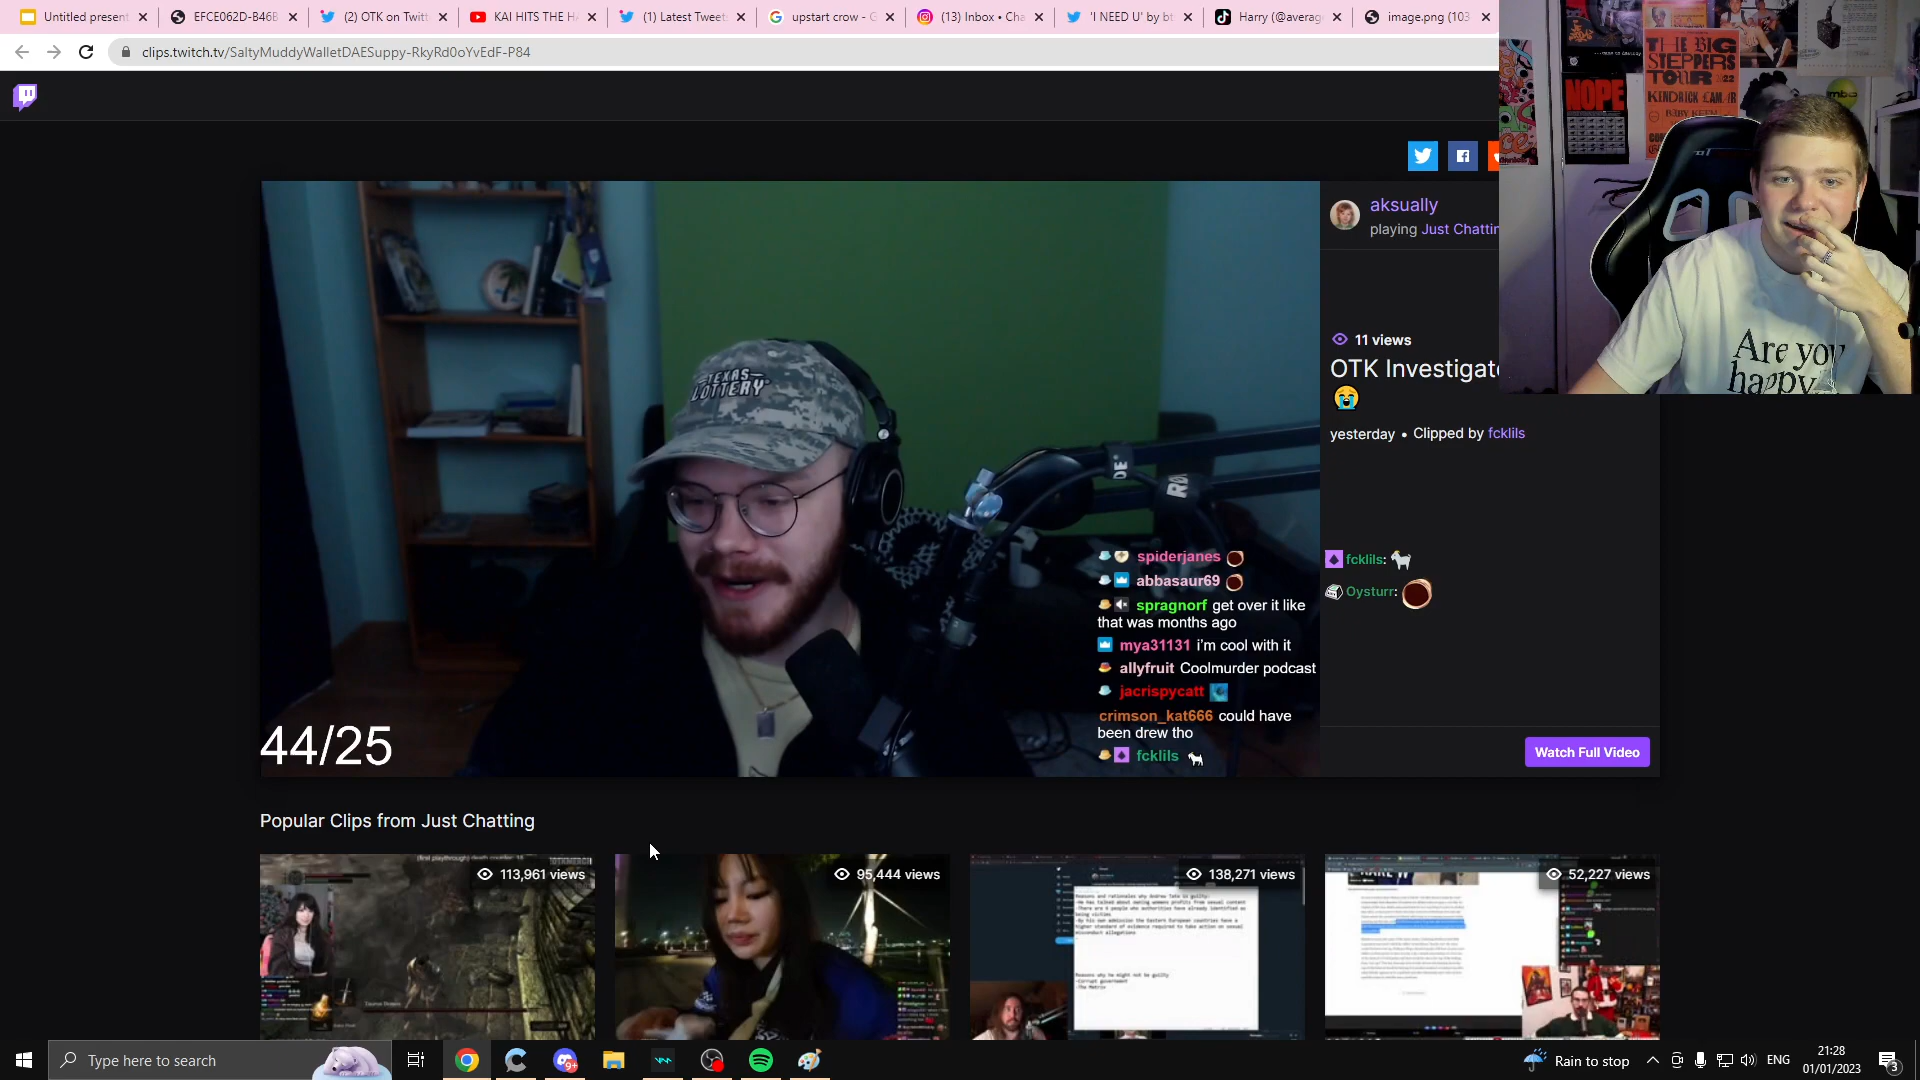 Untitled present
EFCE062D-B46B
(2) OTK on Twitt
KAI HITS THE H
(1) Latest Tweet
upstart crow - G
(13) Inbox • Cha
'I NEED U' by bt
Harry (@averag
image.png (103
clips.twitch.tv/SaltyMuddyWalletDAESuppy-RkyRd0oYvEdF-P84
THE BIG
STEPPERS
TOUR
KENDRICK LAMAR
BABY KEEM
NOPE
Are you
happy
aksually
playing Just Chattin
11 views
OTK Investigat
yesterday • Clipped by fcklils
TEXAS
LOTTERY
spiderjanes
abbasaur69
spragnorf get over it like
that was months ago
mya31131 i'm cool with it
allyfruit Coolmurder podcast
jacrispycatt
crimson_kat666 could have
been drew tho
fcklils
44/25
fcklils:
Oysturr:
Watch Full Video
Popular Clips from Just Chatting
113,961 views
95,444 views
138,271 views
52,227 views
Type here to search
Rain to stop
ENG
21:28
01/01/2023
3